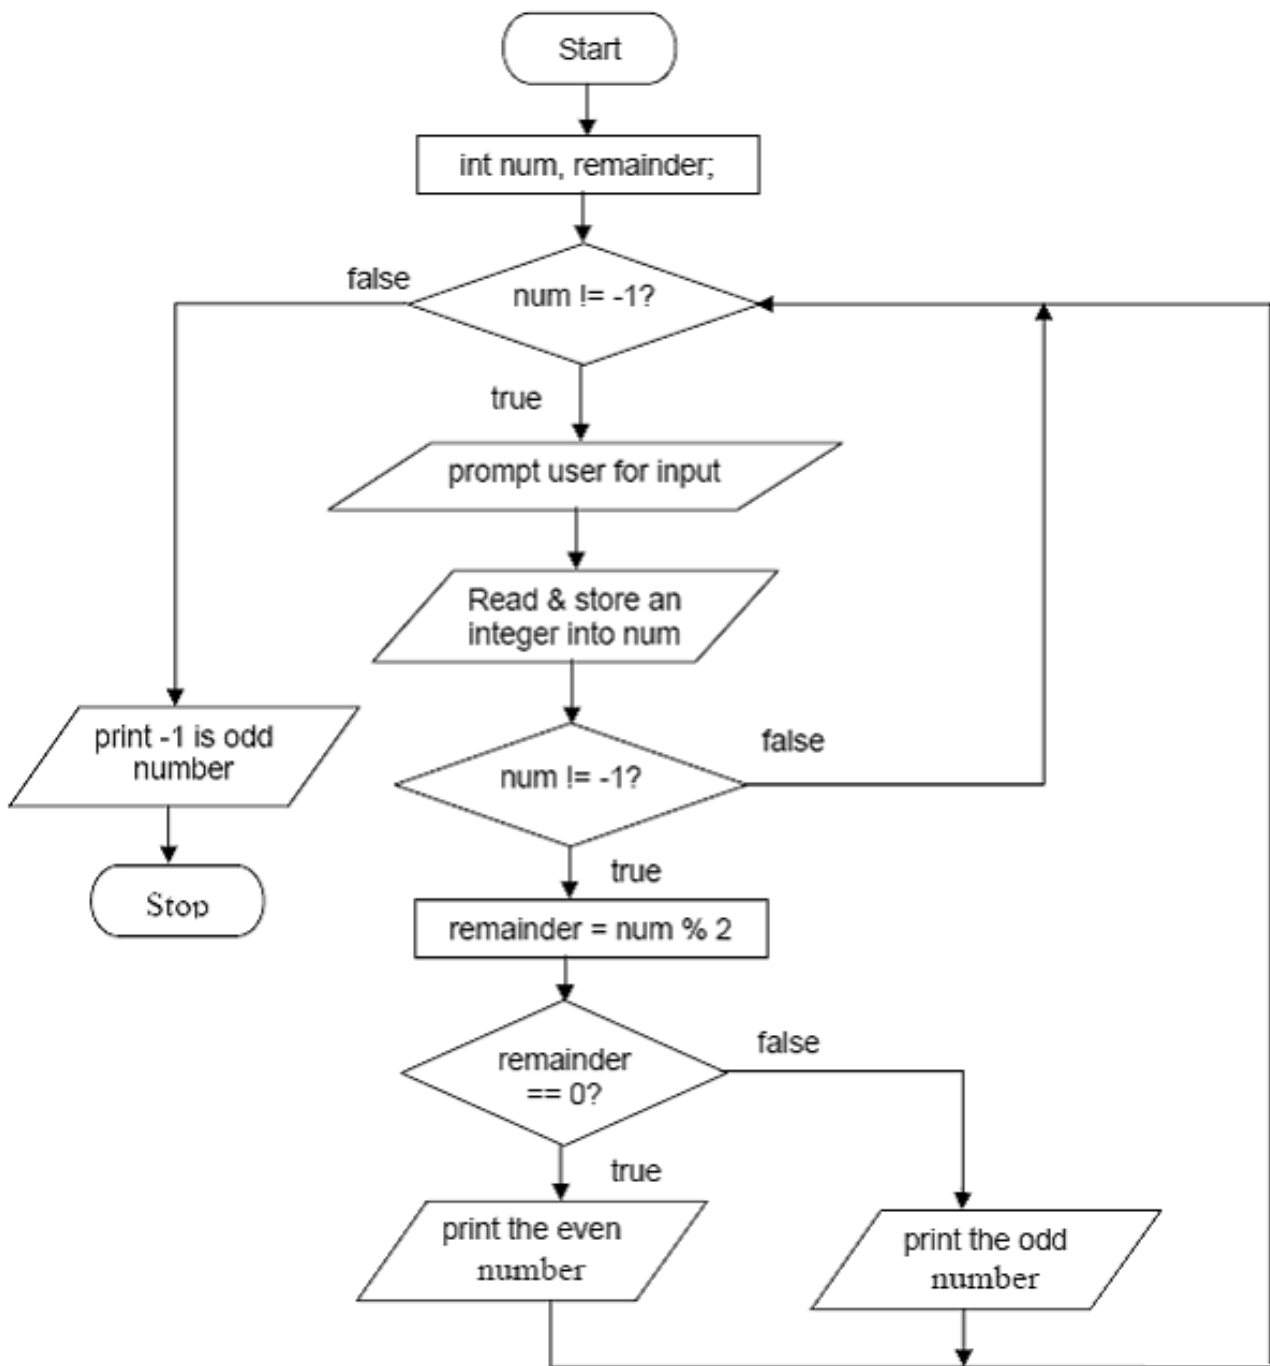 Start
int num, remainder;
false
num != -1?
true
prompt user for input
Read & store an
integer into num
print -1 is odd
number
false
num != -1?
true
Stop
remainder = num % 2
false
remainder
== 0?
true
print the even
number
print the odd
number